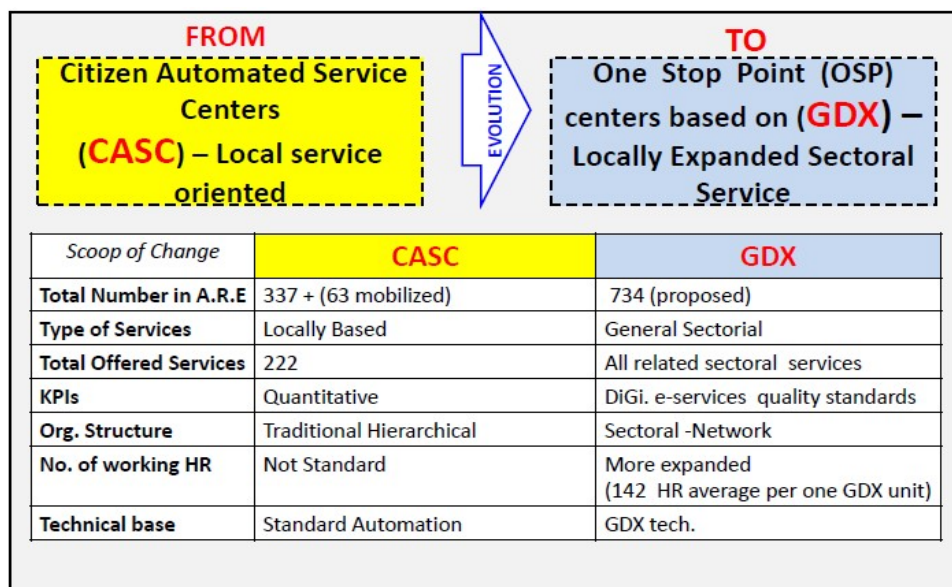 FROM
Citizen Automated Service
Centers
(CASC) – Local service
oriented
EVOLUTION
TO
One Stop Point (OSP)
centers based on (GDX) –
Locally Expanded Sectoral
Service
Scoop of Change CASC GDX
Total Number in A.R.E 337 + (63 mobilized) 734 (proposed)
Type of Services Locally Based General Sectorial
Total Offered Services 222 All related sectoral services
KPIs Quantitative DiGi. e-services quality standards
Org. Structure Traditional Hierarchical Sectoral -Network
No. of working HR Not Standard More expanded
(142 HR average per one GDX unit)
Technical base Standard Automation GDX tech.